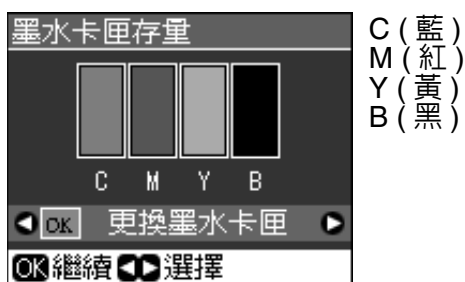 墨水卡匣存量
C M Y B
OK 更換墨水卡匣
OK 繼續 選擇
C ( 藍 )
M ( 紅 )
Y ( 黃 )
B ( 黑 )